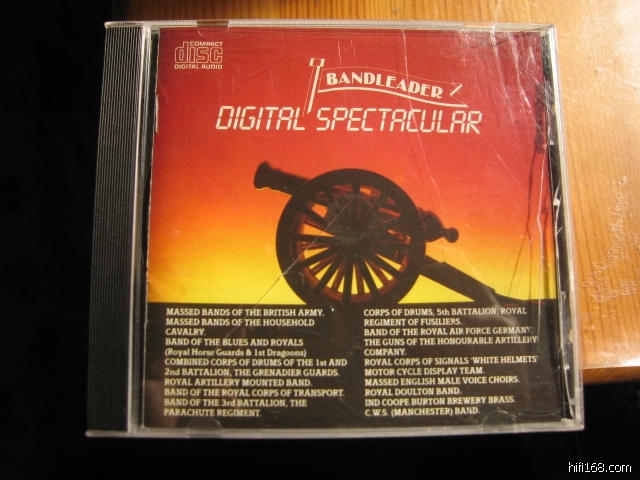 COMPACT
disc
DIGITAL AUDIO
BANDLEADER
DIGITAL SPECTACULAR
MASSED BANDS OF THE BRITISH ARMY.
MASSED BANDS OF THE HOUSEHOLD
CAVALRY.
BAND OF THE BLUES AND ROYALS
(Royal Horse Guards & 1st Dragoons)
COMBINED CORPS OF DRUMS OF THE 1st AND
2nd BATTALION, THE GRENADIER GUARDS.
ROYAL ARTILLERY MOUNTED BAND.
BAND OF THE ROYAL CORPS OF TRANSPORT.
BAND OF THE 3rd BATTALION, THE
PARACHUTE REGIMENT.
CORPS OF DRUMS, 5th BATTALION, ROYAL
REGIMENT OF FUSILIERS.
BAND OF THE ROYAL AIR FORCE GERMANY.
THE GUNS OF THE HONOURABLE ARTILLERY
COMPANY.
ROYAL CORPS OF SIGNALS 'WHITE HELMETS'
MOTOR CYCLE DISPLAY TEAM.
MASSED ENGLISH MALE VOICE CHOIRS.
ROYAL DOULTON BAND.
IND COOPE BURTON BREWERY BRASS.
C.W.S. (MANCHESTER) BAND.
hifi168.com